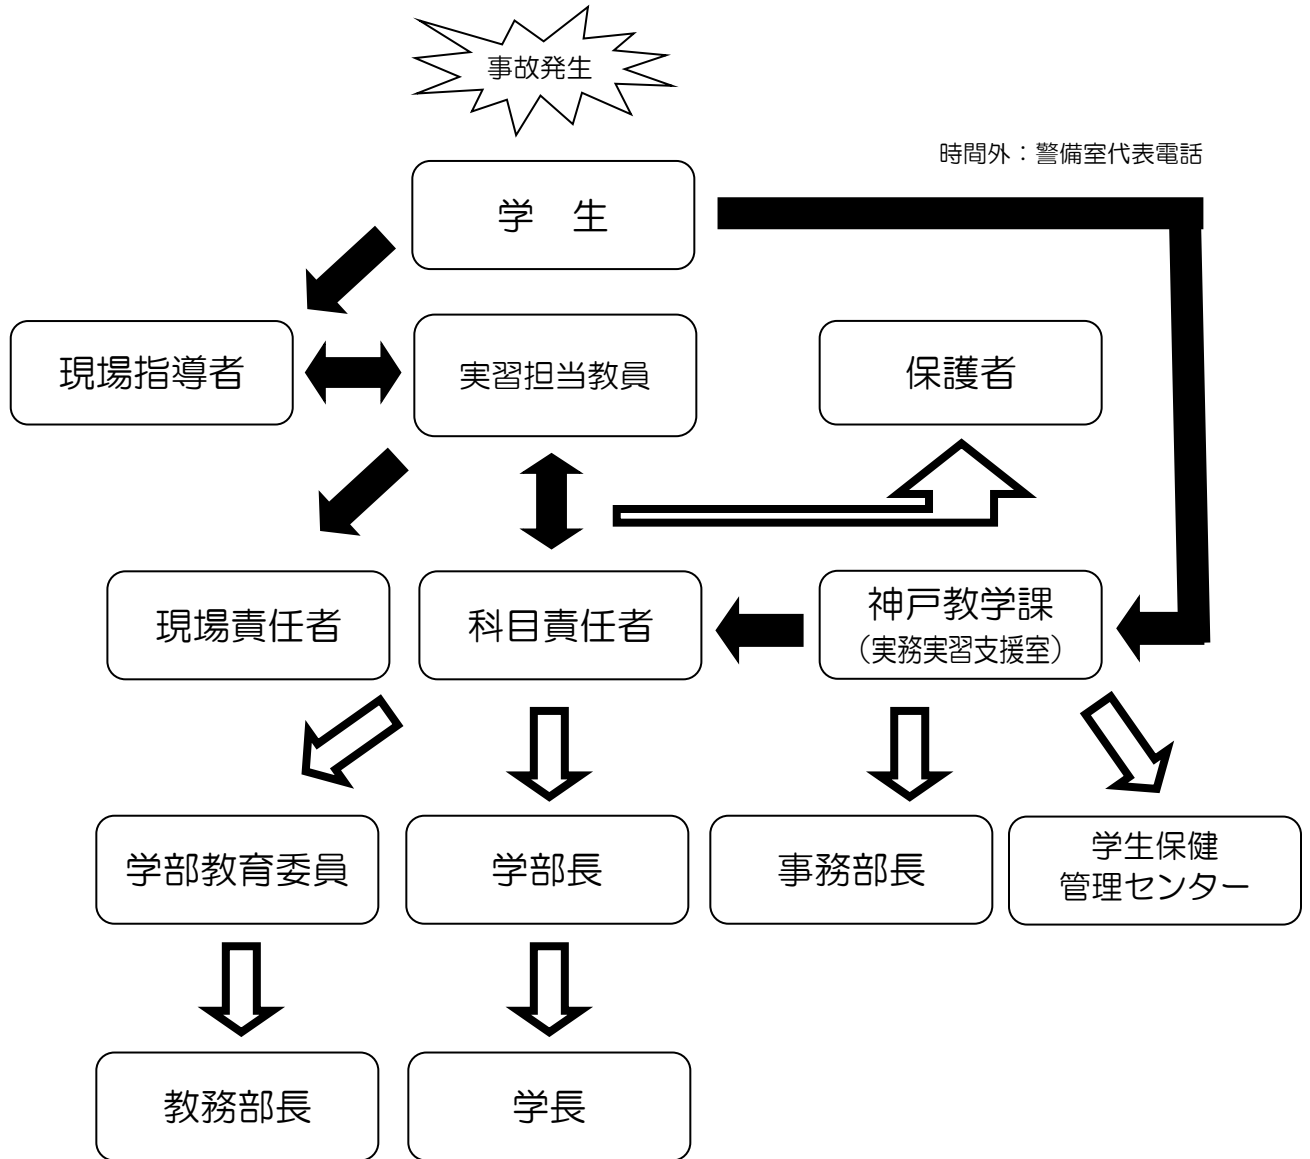 事故発生
時間外：警備室代表電話
学　生
現場指導者
実習担当教員
保護者
現場責任者
科目責任者
神戸教学課
（実務実習支援室）
学部教育委員
学部長
事務部長
学生保健
管理センター
教務部長
学長